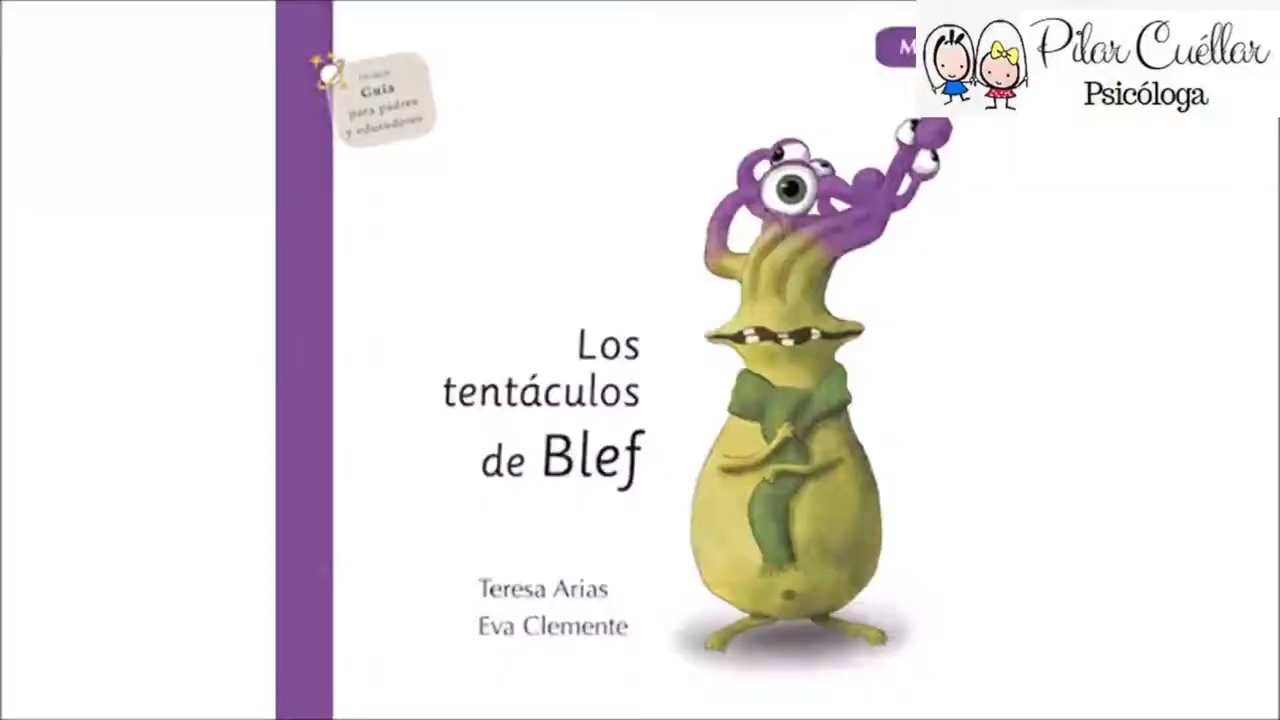 Guía
para padres
y educadores
M
Pilar Cuéllar
Psicóloga
Los
tentáculos
de Blef
Teresa Arias
Eva Clemente